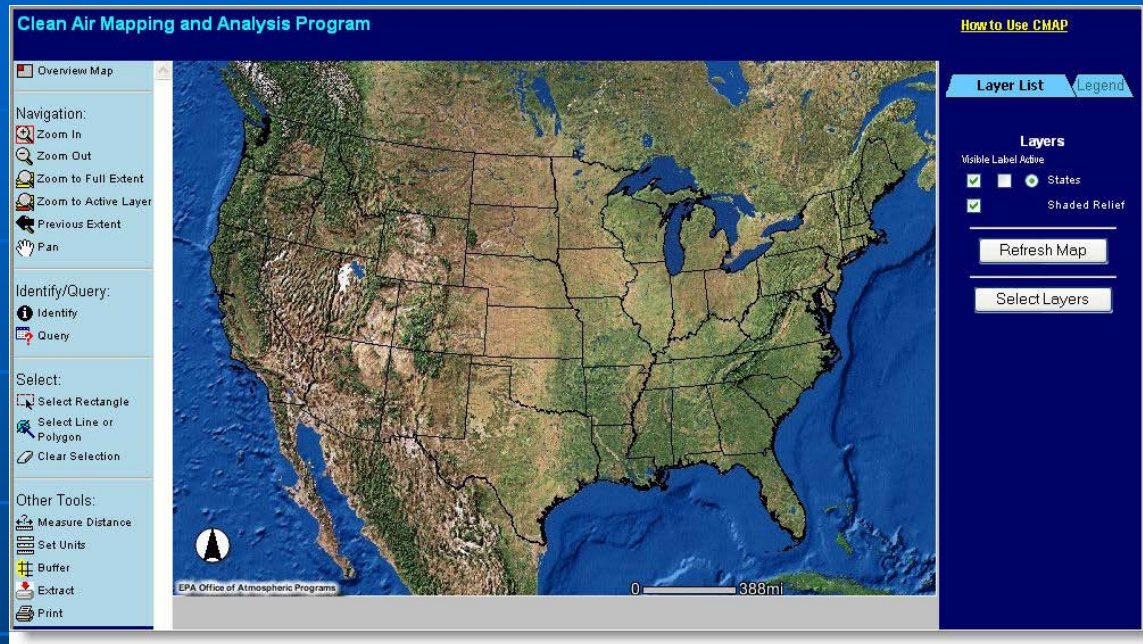 Clean Air Mapping and Analysis Program
How to Use CMAP
Overview Map
Navigation:
Zoom In
Zoom Out
Zoom to Full Extent
Zoom to Active Layer
Previous Extent
Pan
Identify/Query:
Identify
Query
Select:
Select Rectangle
Select Line or
Polygon
Clear Selection
Other Tools:
Measure Distance
Set Units
Buffer
Extract
Print
EPA Office of Atmospheric Programs
0 388mi
Layer List Legend
Layers
Visible Label Active
States
Shaded Relief
Refresh Map
Select Layers